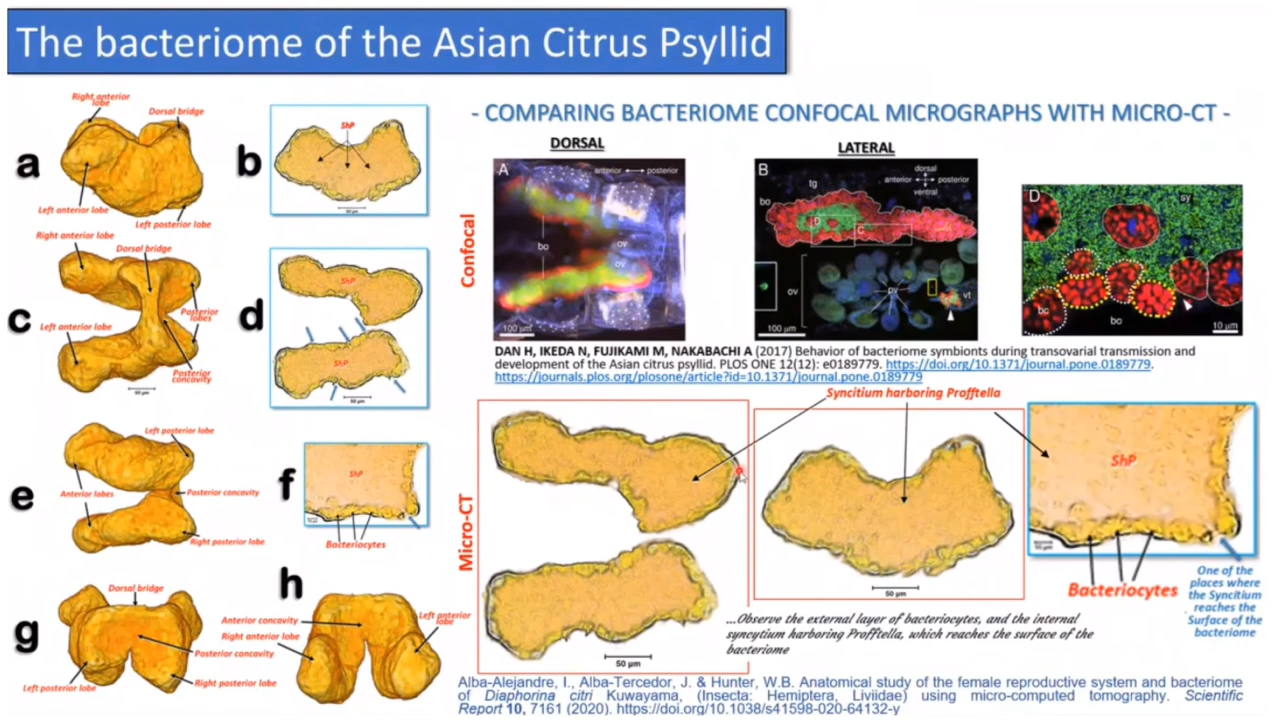 The bacteriome of the Asian Citrus Psyllid
a
Right anterior
lobe
Dorsal bridge
Left anterior lobe
Left posterior lobe
b
ShP
50 µm
c
Right anterior lobe
Dorsal bridge
Left anterior lobe
Posterior
lobes
Posterior
concavity
d
ShP
ShP
50 µm
e
Left posterior lobe
Anterior lobes
Posterior concavity
Right posterior lobe
f
ShP
Bacteriocytes
g
Dorsal bridge
Posterior concavity
Left posterior lobe
Right posterior lobe
h
Anterior concavity
Right anterior lobe
Left anterior
lobe
- COMPARING BACTERIOME CONFOCAL MICROGRAPHS WITH MICRO-CT -
DORSAL
LATERAL
Confocal
A
anterior posterior
bo
ov
ov
100 µm
B
dorsal
anterior posterior
ventral
tg
bo
D
C
ov
pv
vt
100 µm
D
sy
bc
bc
bo
10 µm
DAN H, IKEDA N, FUJIKAMI M, NAKABACHI A (2017) Behavior of bacteriome symbionts during transovarial transmission and
development of the Asian citrus psyllid. PLOS ONE 12(12): e0189779. https://doi.org/10.1371/journal.pone.0189779.
https://journals.plos.org/plosone/article?id=10.1371/journal.pone.0189779
Syncitium harboring Profftella
Micro-CT
50 µm
50 µm
ShP
Bacteriocytes
One of the
places where
the Syncitium
reaches the
Surface of the
bacteriome
...Observe the external layer of bacteriocytes, and the internal
syncytium harboring Profftella, which reaches the surface of the
bacteriome
Alba-Alejandre, I., Alba-Tercedor, J. & Hunter, W.B. Anatomical study of the female reproductive system and bacteriome
of Diaphorina citri Kuwayama, (Insecta: Hemiptera, Liviidae) using micro-computed tomography. Scientific
Report 10, 7161 (2020). https://doi.org/10.1038/s41598-020-64132-y